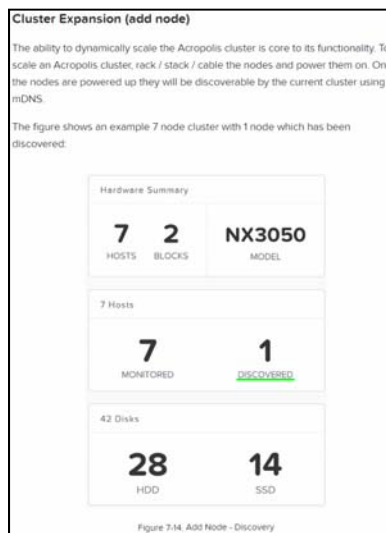 Cluster Expansion (add node)
The ability to dynamically scale the Acropolis cluster is core to its functionality. To
scale an Acropolis cluster, rack / stack / cable the nodes and power them on. On
the nodes are powered up they will be discoverable by the current cluster using
mDNS.
The figure shows an example 7 node cluster with 1 node which has been
discovered:
Hardware Summary
7 2 NX3050
HOSTS BLOCKS MODEL
7 Hosts
7 1
MONITORED DISCOVERED
42 Disks
28 14
HDD SSD
Figure 7-14. Add Node - Discovery